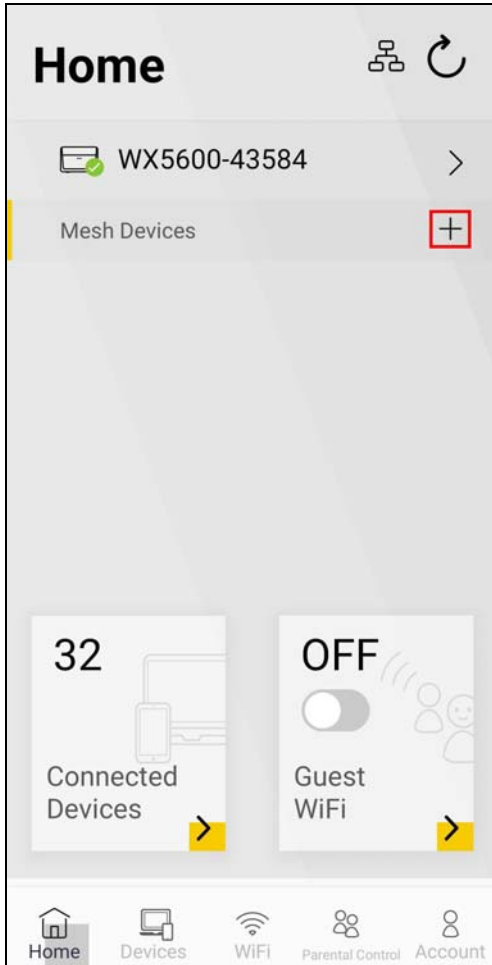 Home
WX5600-43584
Mesh Devices
32
Connected
Devices
OFF
Guest
WiFi
Home
Devices
WiFi
Parental Control
Account